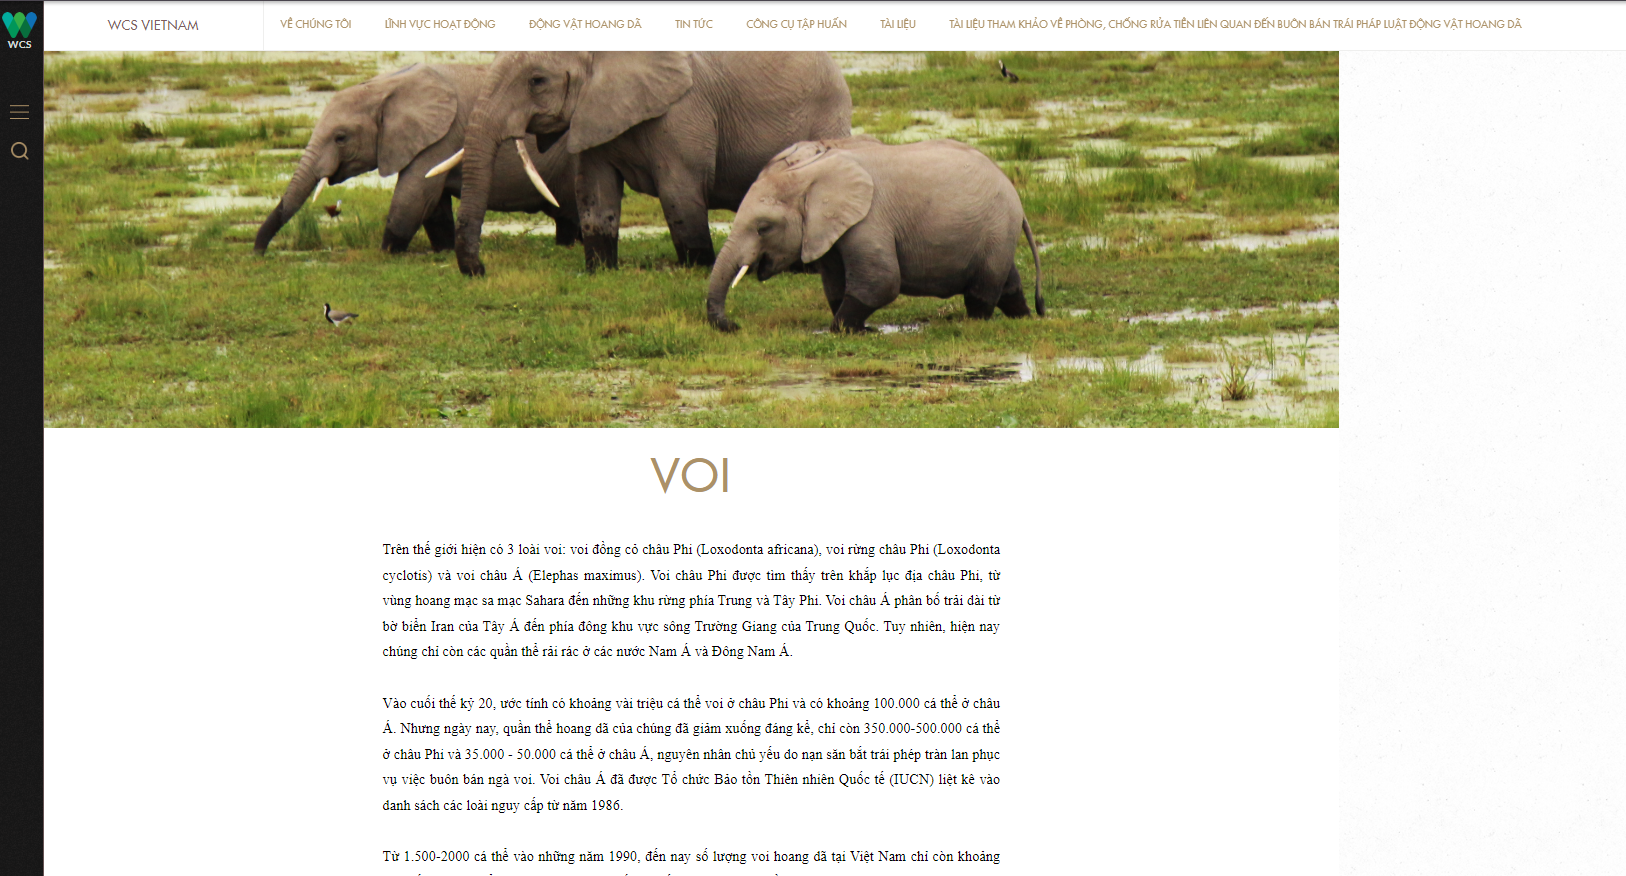 WCS
WCS VIETNAM
VỀ CHÚNG TÔI
LĨNH VỰC HOẠT ĐỘNG
ĐỘNG VẬT HOANG DÃ
TIN TỨC
CÔNG CỤ TẬP HUẤN
TÀI LIỆU
TÀI LIỆU THAM KHẢO VỀ PHÒNG, CHỐNG RỬA TIỀN LIÊN QUAN ĐẾN BUÔN BÁN TRÁI PHÁP LUẬT ĐỘNG VẬT HOANG DÃ
VOI
Trên thế giới hiện có 3 loài voi: voi đồng cỏ châu Phi (Loxodonta africana), voi rừng châu Phi (Loxodonta
cyclotis) và voi châu Á (Elephas maximus). Voi châu Phi được tìm thấy trên khắp lục địa châu Phi, từ
vùng hoang mạc sa mạc Sahara đến những khu rừng phía Trung và Tây Phi. Voi châu Á phân bố trải dài từ
bờ biển Iran của Tây Á đến phía đông khu vực sông Trường Giang của Trung Quốc. Tuy nhiên, hiện nay
chúng chỉ còn các quần thể rải rác ở các nước Nam Á và Đông Nam Á.
Vào cuối thế kỷ 20, ước tính có khoảng vài triệu cá thể voi ở châu Phi và có khoảng 100.000 cá thể ở châu
Á. Nhưng ngày nay, quần thể hoang dã của chúng đã giảm xuống đáng kể, chỉ còn 350.000-500.000 cá thể
ở châu Phi và 35.000 - 50.000 cá thể ở châu Á, nguyên nhân chủ yếu do nạn săn bắt trái phép tràn lan phục
vụ việc buôn bán ngà voi. Voi châu Á đã được Tổ chức Bảo tồn Thiên nhiên Quốc tế (IUCN) liệt kê vào
danh sách các loài nguy cấp từ năm 1986.
Từ 1.500-2000 cá thể vào những năm 1990, đến nay số lượng voi hoang dã tại Việt Nam chỉ còn khoảng